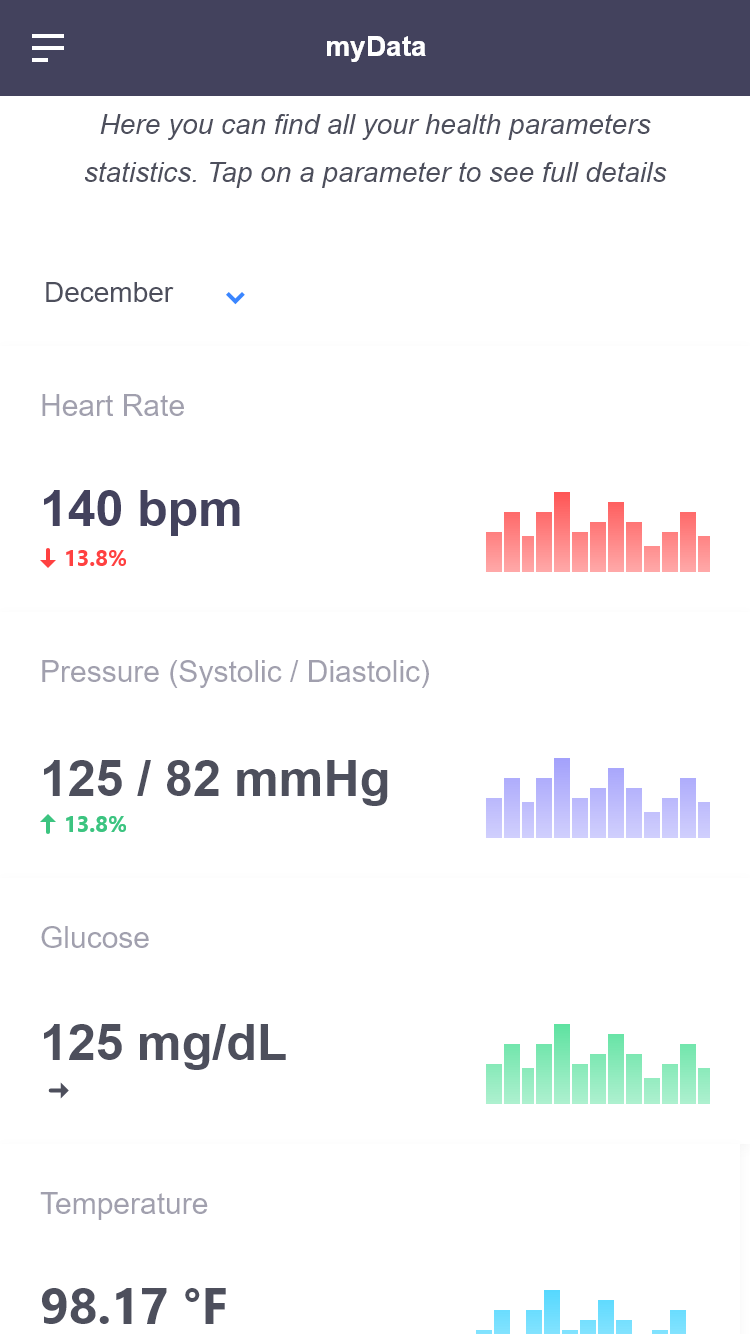 myData
Here you can find all your health parameters
statistics. Tap on a parameter to see full details
December
Heart Rate
140 bpm
13.8%
Pressure (Systolic / Diastolic)
125 / 82 mmHg
13.8%
Glucose
125 mg/dL
Temperature
98.17 °F